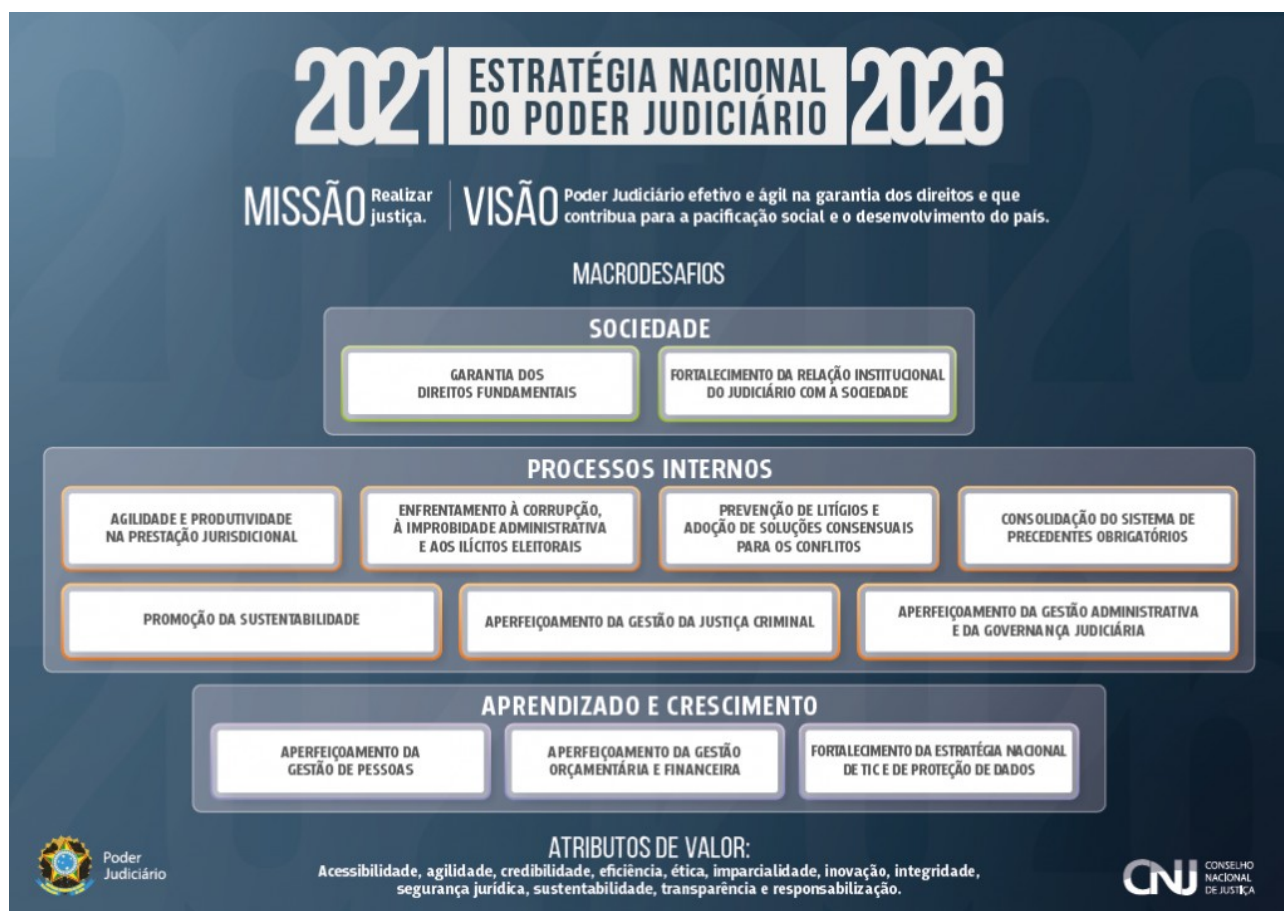 2021 ESTRATÉGIA NACIONAL DO PODER JUDICIÁRIO 2026
MISSÃO Realizar justiça.
VISÃO Poder Judiciário efetivo e ágil na garantia dos direitos e que
contribua para a pacificação social e o desenvolvimento do país.
MACRODESAFIOS
SOCIEDADE
GARANTIA DOS
DIREITOS FUNDAMENTAIS
FORTALECIMENTO DA RELAÇÃO INSTITUCIONAL
DO JUDICIÁRIO COM A SOCIEDADE
PROCESSOS INTERNOS
AGILIDADE E PRODUTIVIDADE
NA PRESTAÇÃO JURISDICIONAL
ENFRENTAMENTO À CORRUPÇÃO,
À IMPROBIDADE ADMINISTRATIVA
E AOS ILÍCITOS ELEITORAIS
PREVENÇÃO DE LITÍGIOS E
ADOÇÃO DE SOLUÇÕES CONSENSUAIS
PARA OS CONFLITOS
CONSOLIDAÇÃO DO SISTEMA DE
PRECEDENTES OBRIGATÓRIOS
PROMOÇÃO DA SUSTENTABILIDADE
APERFEIÇOAMENTO DA GESTÃO DA JUSTIÇA CRIMINAL
APERFEIÇOAMENTO DA GESTÃO ADMINISTRATIVA
E DA GOVERNANÇA JUDICIÁRIA
APRENDIZADO E CRESCIMENTO
APERFEIÇOAMENTO DA
GESTÃO DE PESSOAS
APERFEIÇOAMENTO DA GESTÃO
ORÇAMENTÁRIA E FINANCEIRA
FORTALECIMENTO DA ESTRATÉGIA NACIONAL
DE TIC E DE PROTEÇÃO DE DADOS
ATRIBUTOS DE VALOR:
Acessibilidade, agilidade, credibilidade, eficiência, ética, imparcialidade, inovação, integridade,
segurança jurídica, sustentabilidade, transparência e responsabilização.
Poder
Judiciário
CNJ CONSELHO
NACIONAL
DE JUSTIÇA